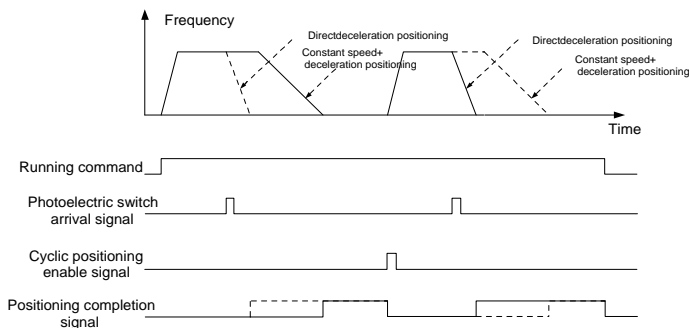 Frequency
Directdeceleration positioning
Constant speed+
deceleration positioning
Directdeceleration positioning
Constant speed+
deceleration positioning
Time
Running command
Photoelectric switch
arrival signal
Cyclic positioning
enable signal
Positioning completion
signal